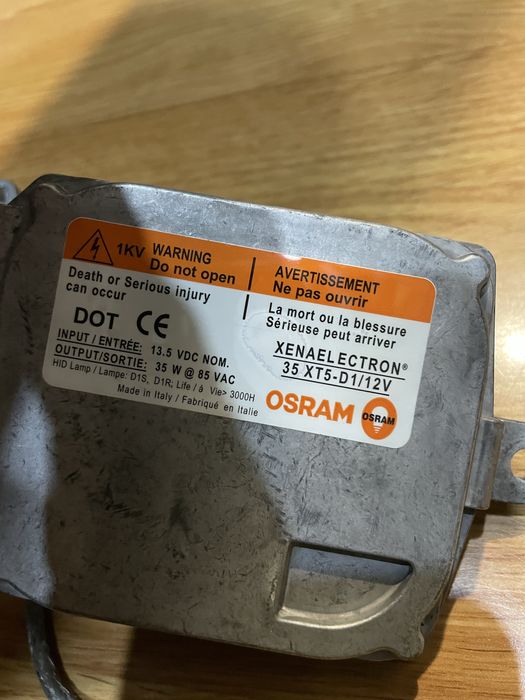 1KV WARNING
Do not open
Death or Serious injury
can occur
AVERTISSEMENT
Ne pas ouvrir
La mort ou la blessure
Sérieuse peut arriver
DOT CE
INPUT / ENTRÉE: 13.5 VDC NOM.
OUTPUT/SORTIE: 35 W @ 85 VAC
HID Lamp / Lampe: D1S, D1R, Life / á Vie> 3000H
Made in Italy / Fabriqué en Italie
XENAELECTRON®
35 XT5-D1/12V
OSRAM
OSRAM